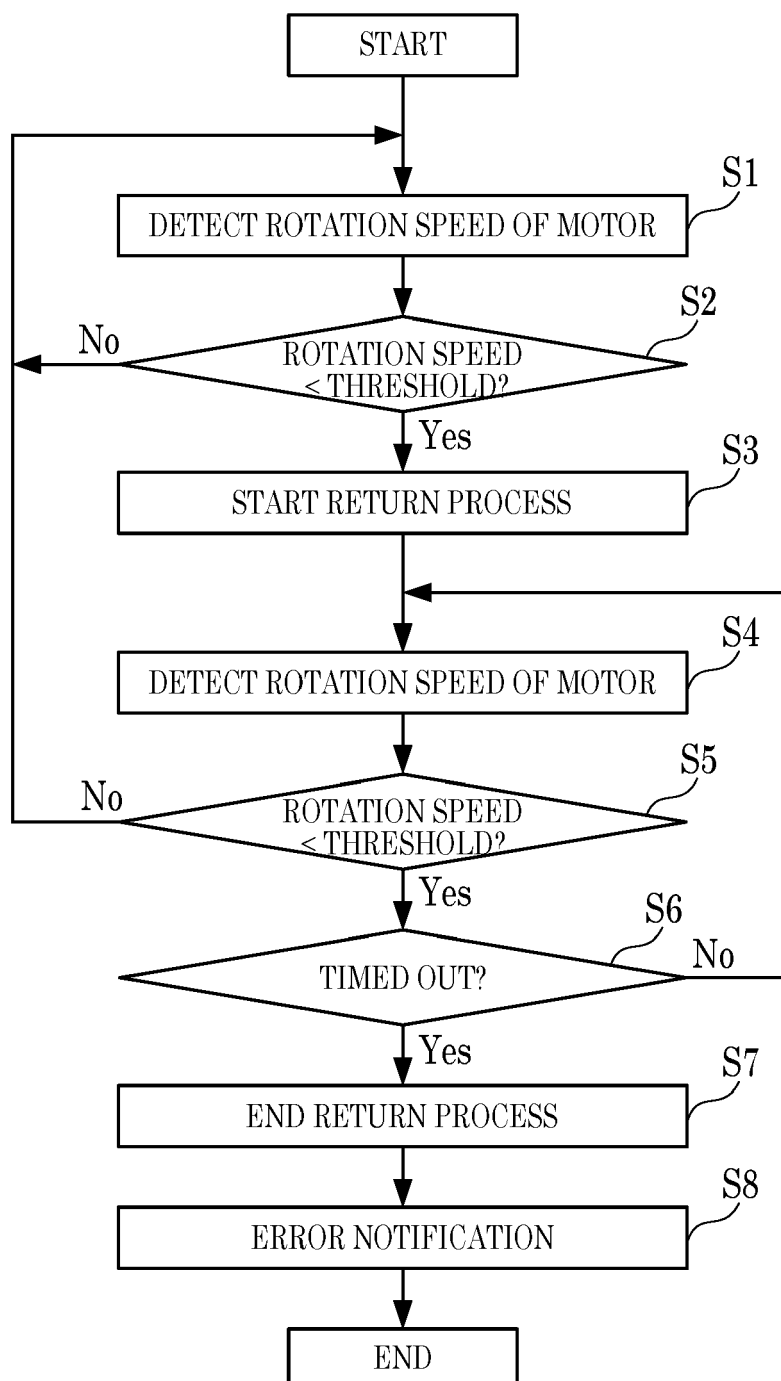 START
S1
DETECT ROTATION SPEED OF MOTOR
S2
No
ROTATION SPEED
< THRESHOLD?
Yes
S3
START RETURN PROCESS
S4
DETECT ROTATION SPEED OF MOTOR
S5
No
ROTATION SPEED
< THRESHOLD?
Yes
S6
TIMED OUT?
No
Yes
S7
END RETURN PROCESS
S8
ERROR NOTIFICATION
END